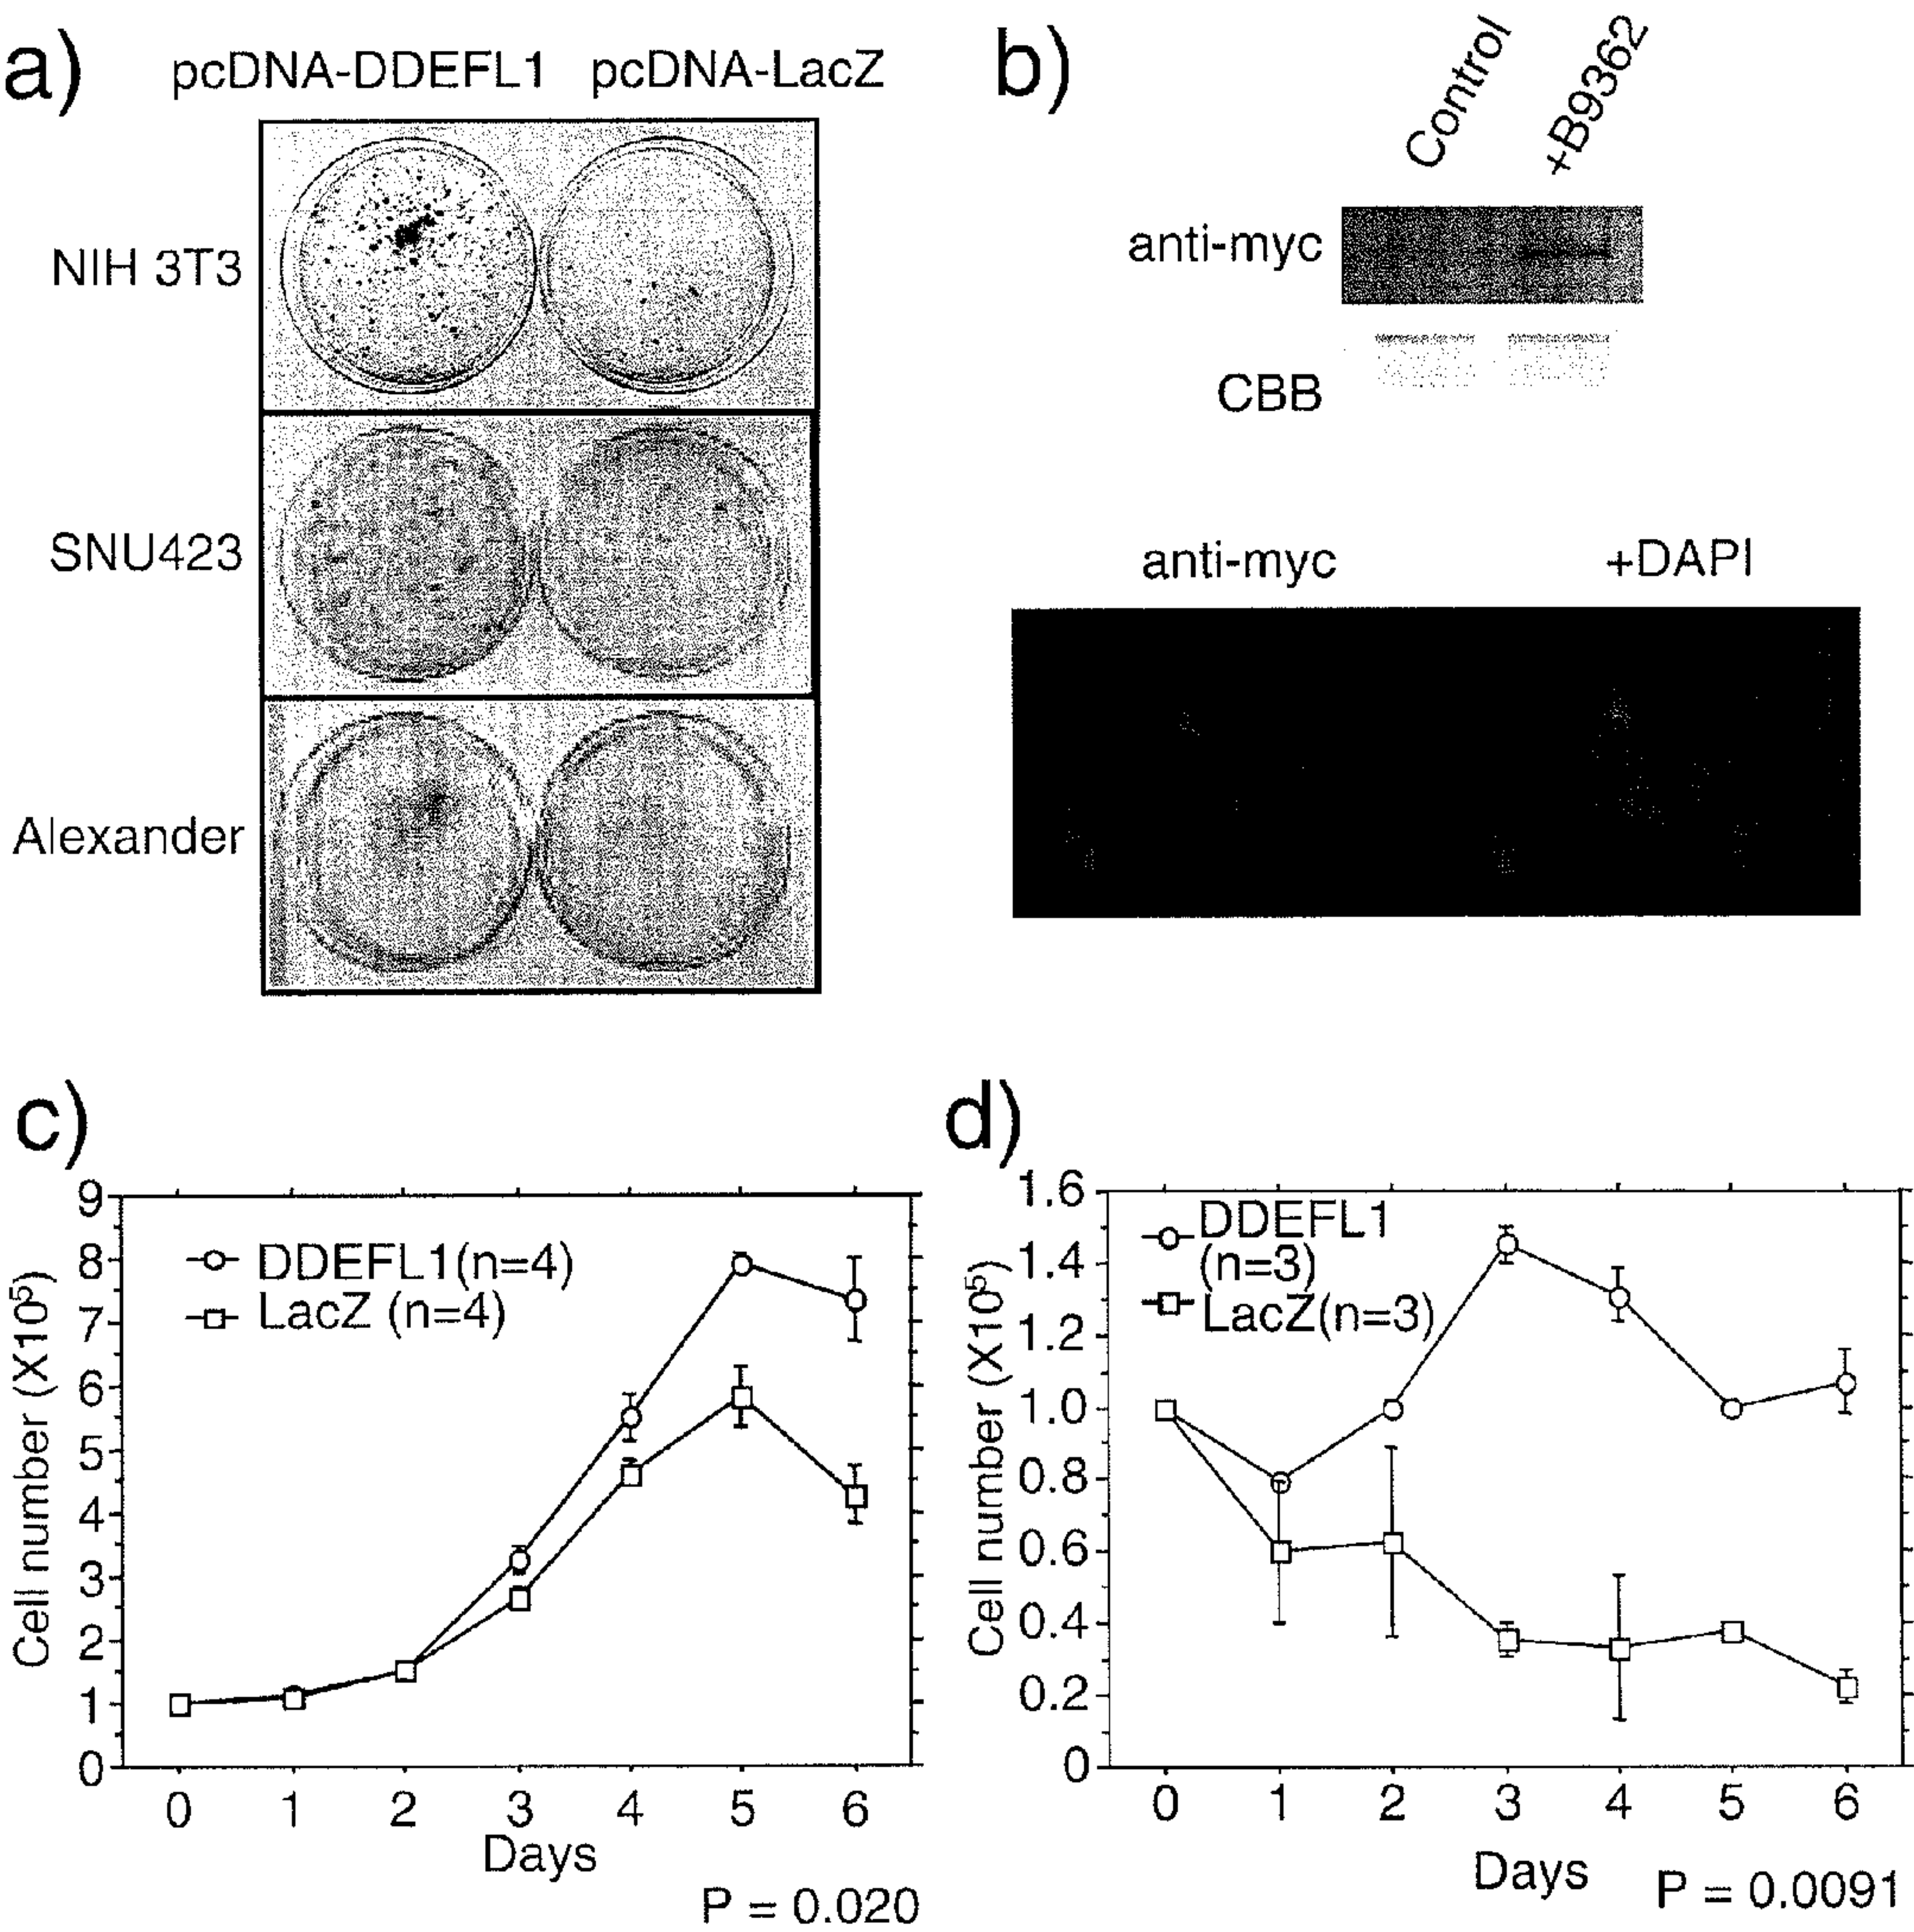 a)
pcDNA-DDEFL1 pcDNA-LacZ
NIH 3T3
SNU423
Alexander
b)
Control
+B9362
anti-myc
CBB
anti-myc
+DAPI
c)
9
8
7
6
5
4
3
2
1
0
Cell number (X10⁵)
DDEFL1(n=4)
LacZ (n=4)
0 1 2 3 4 5 6
Days
P = 0.020
d)
1.6
1.4
1.2
1.0
0.8
0.6
0.4
0.2
0
Cell number (X10⁵)
DDEFL1
(n=3)
LacZ(n=3)
0 1 2 3 4 5 6
Days
P = 0.0091